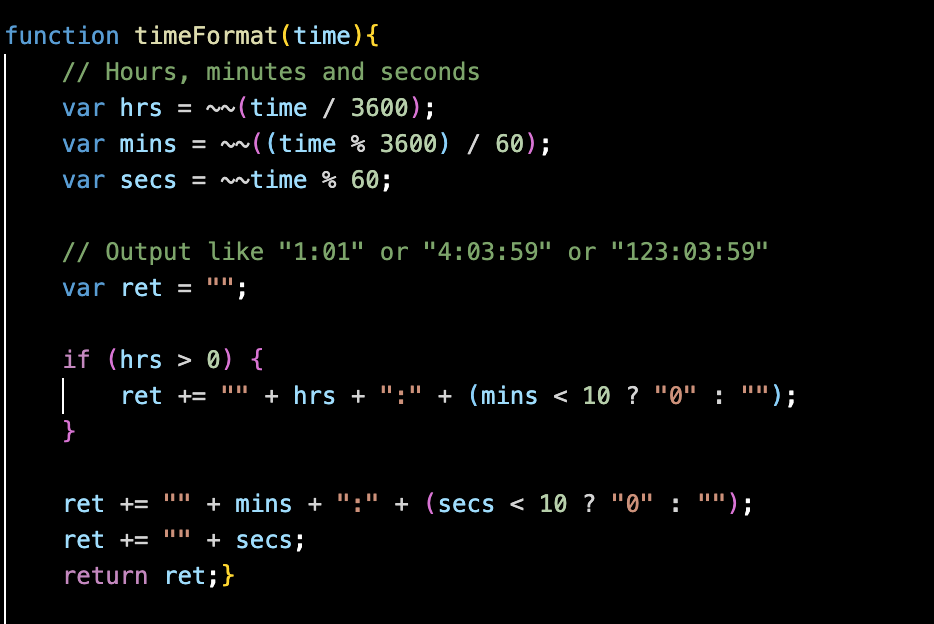 function timeFormat(time){
    // Hours, minutes and seconds
    var hrs = ~~(time / 3600);
    var mins = ~~((time % 3600) / 60);
    var secs = ~~time % 60;

    // Output like "1:01" or "4:03:59" or "123:03:59"
    var ret = "";

    if (hrs > 0) {
        ret += "" + hrs + ":" + (mins < 10 ? "0" : "");
    }

    ret += "" + mins + ":" + (secs < 10 ? "0" : "");
    ret += "" + secs;
    return ret;}